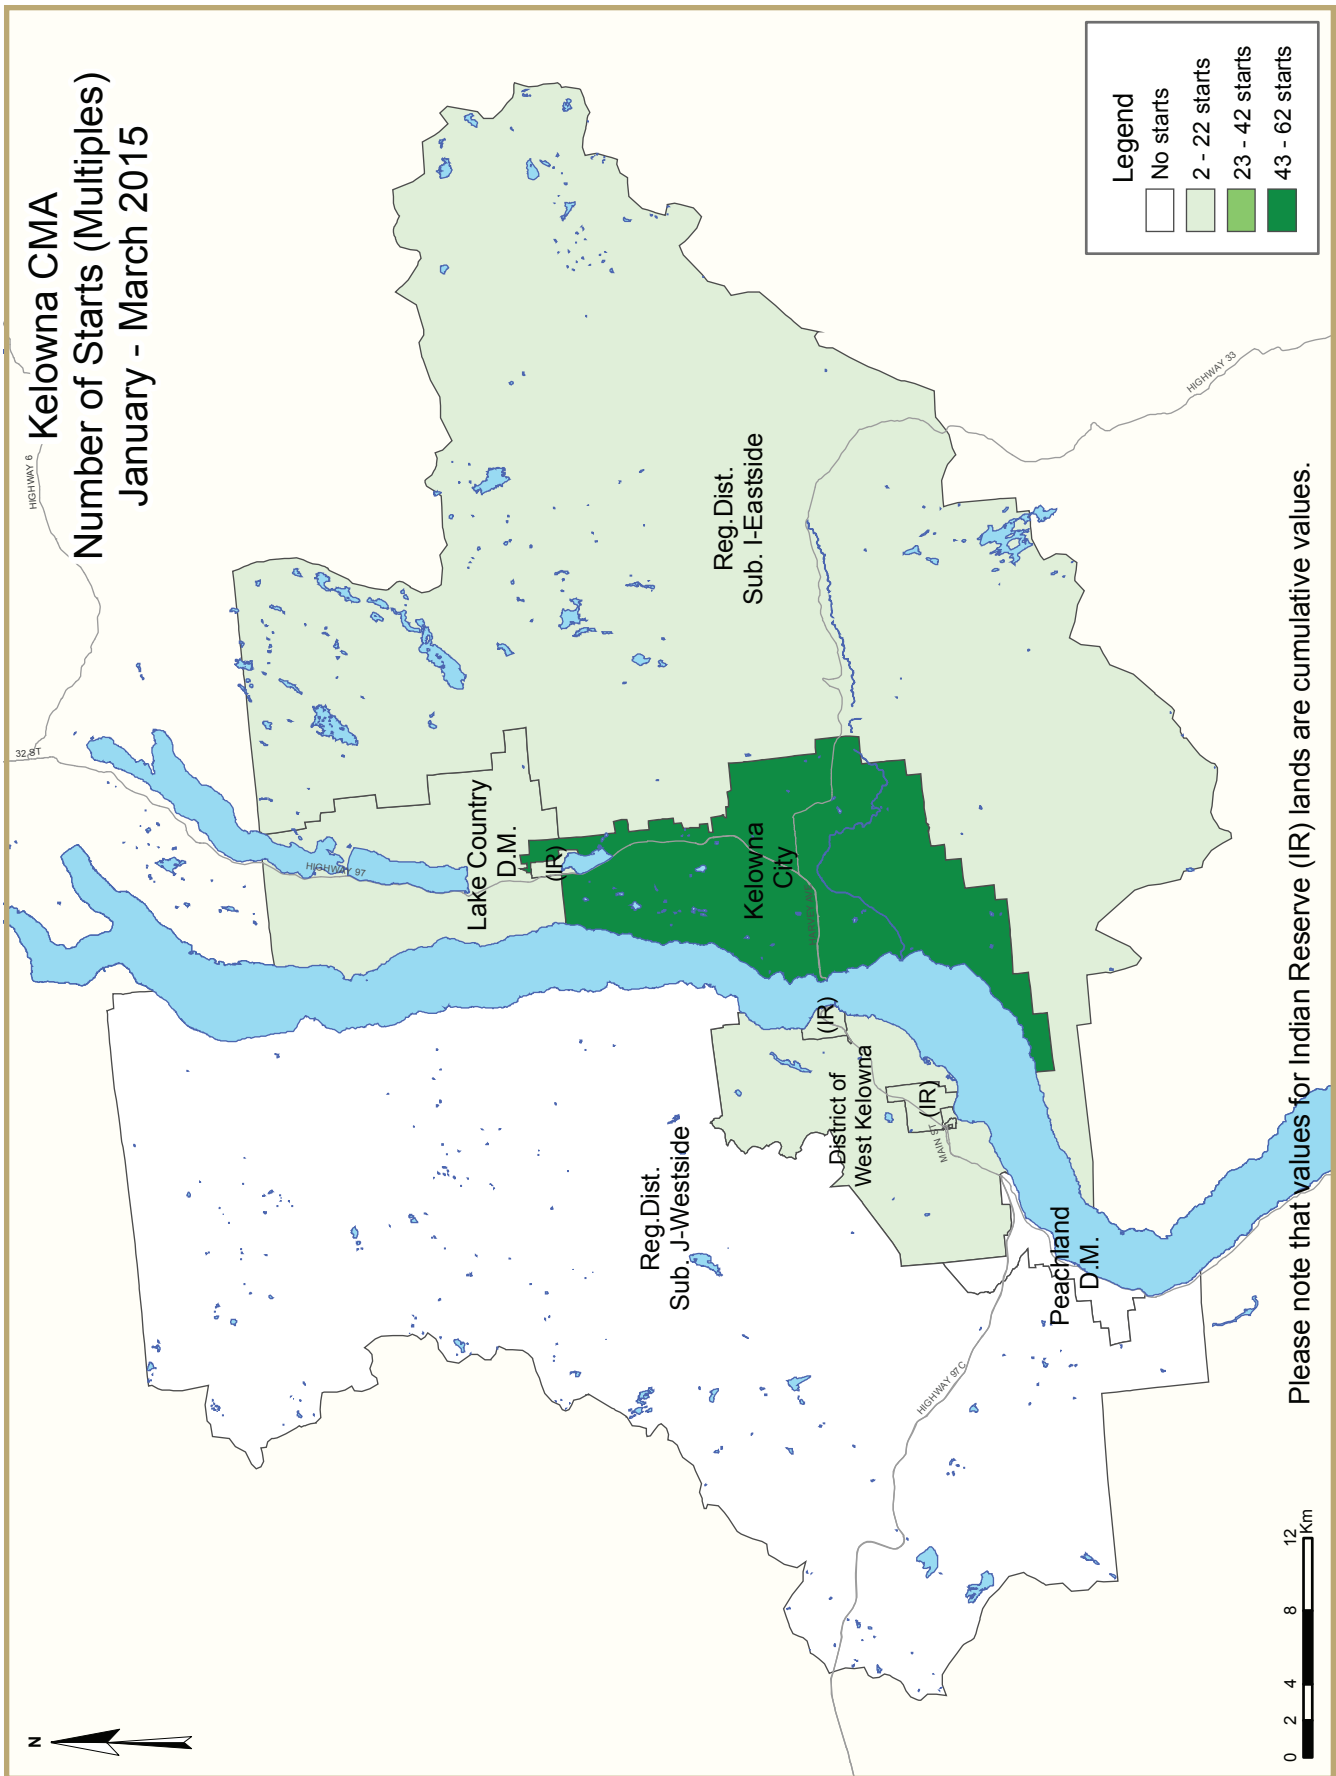 Kelowna CMA
Number of Starts (Multiples)
January - March 2015
N
HIGHWAY 6
32 ST
HIGHWAY 97
Lake Country
D.M.
(IR)
Reg.Dist.
Sub. I-Eastside
Kelowna
City
HARVEY AVE
HIGHWAY 33
Reg.Dist.
Sub. J-Westside
(IR)
District of
West Kelowna
(IR)
MAIN ST
Peachland
D.M.
HIGHWAY 97 C
Legend
No starts
2 - 22 starts
23 - 42 starts
43 - 62 starts
0 2 4 8 12
Km
Please note that values for Indian Reserve (IR) lands are cumulative values.